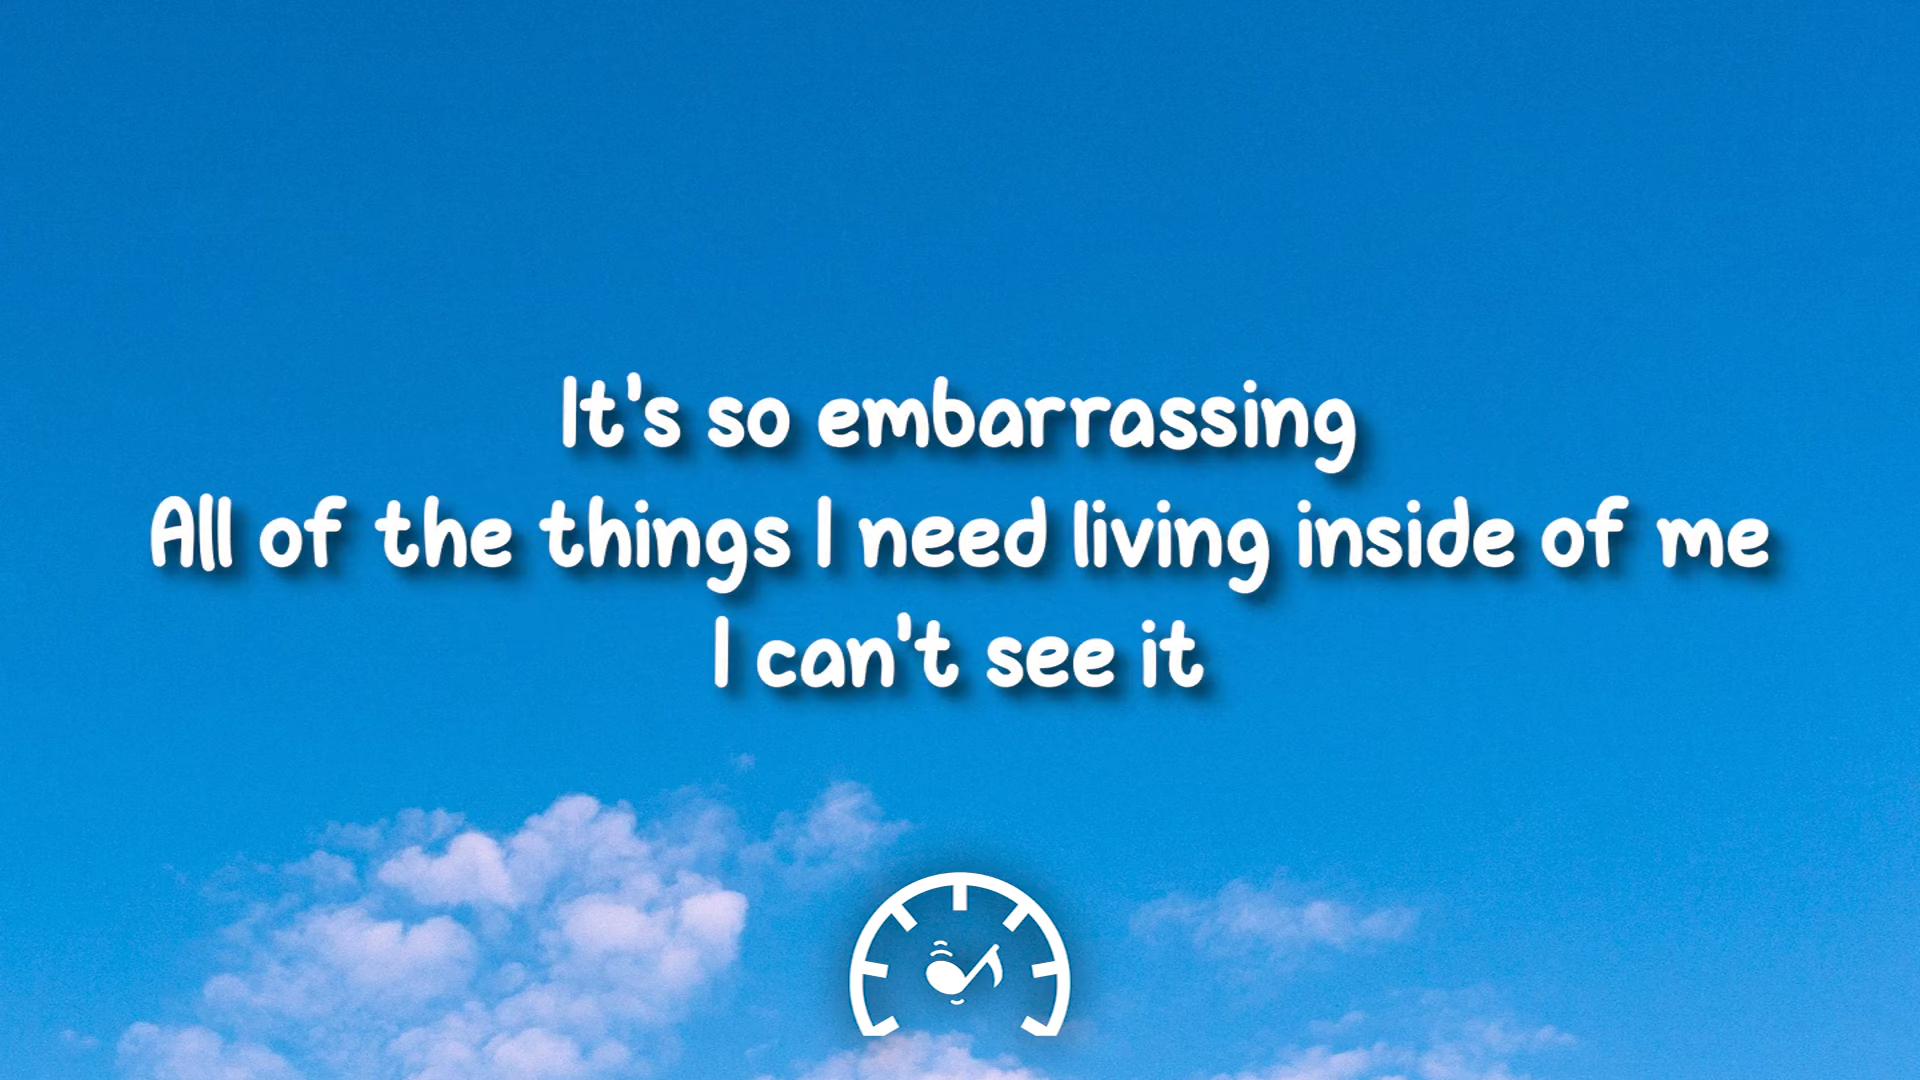 It's so embarrassing
All of the things I need living inside of me
I can't see it